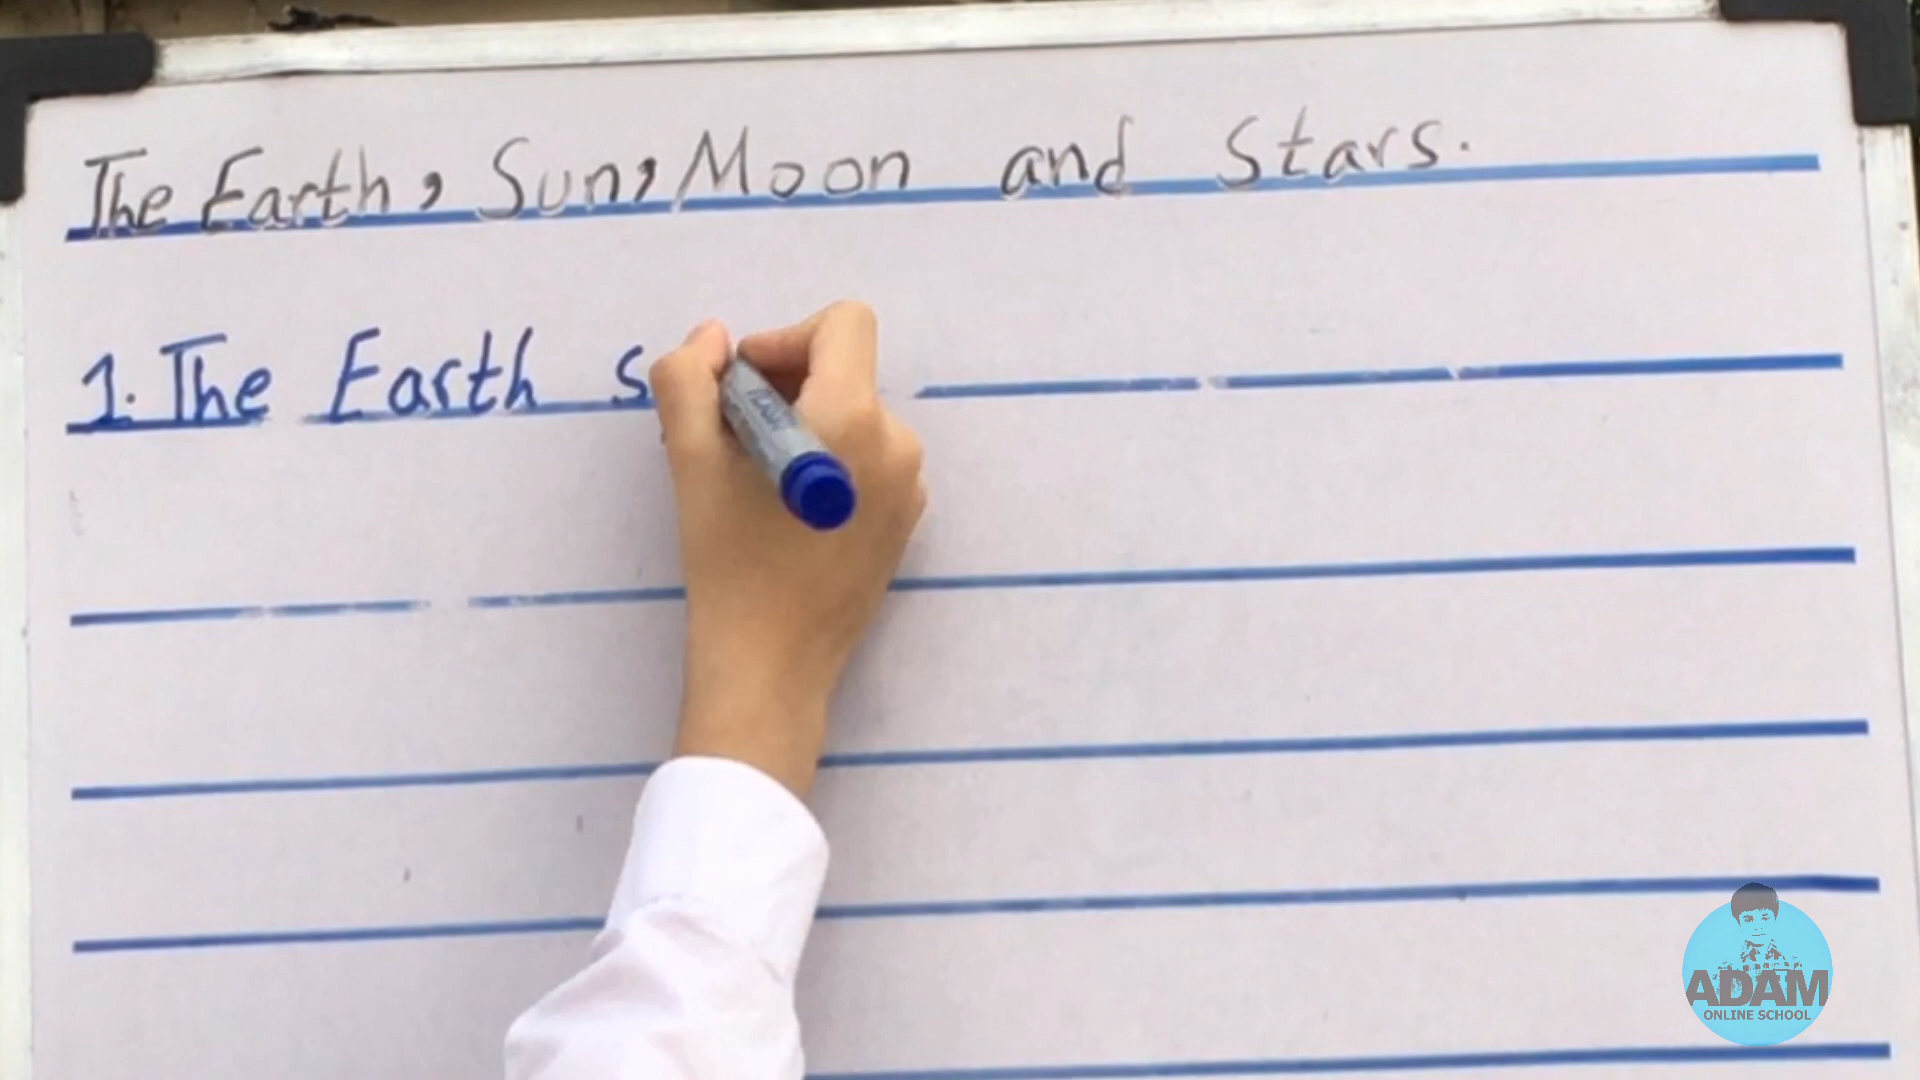 The Earth, Sun, Moon and Stars.
1. The Earth s
ADAM
ONLINE SCHOOL